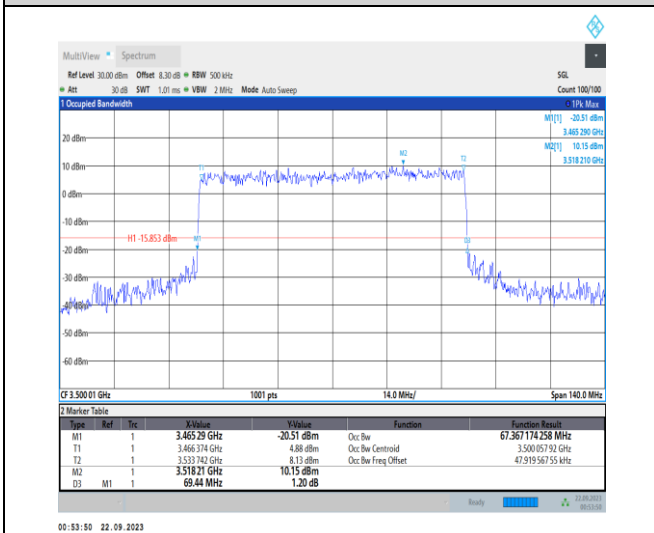 MultiView Spectrum
Ref Level 30.00 dBm Offset 8.30 dB RBW 500 kHz SGL
Att 30 dB SWT 1.01 ms VBW 2 MHz Mode Auto Sweep Count 100/100
1 Occupied Bandwidth 1Pk Max
M1[1] -20.51 dBm
3.465 290 GHz
M2[1] 10.15 dBm
3.518 210 GHz
20 dBm
10 dBm
0 dBm
-10 dBm
-20 dBm
-30 dBm
-40 dBm
-50 dBm
-60 dBm
T1
M2
T2
H1 -15.853 dBm
M1
D3
CF 3.500 01 GHz 1001 pts 14.0 MHz/ Span 140.0 MHz
2 Marker Table
Type Ref Trc X-Value Y-Value Function Function Result
M1 1 3.465 29 GHz -20.51 dBm Occ Bw 67.367 174 258 MHz
T1 1 3.466 374 GHz 4.88 dBm Occ Bw Centroid 3.500 057 92 GHz
T2 1 3.533 742 GHz 8.13 dBm Occ Bw Freq Offset 47.919 567 55 kHz
M2 1 3.518 21 GHz 10.15 dBm
D3 M1 1 69.44 MHz 1.20 dB
Ready 22.09.2023
00:53:50
00:53:50 22.09.2023